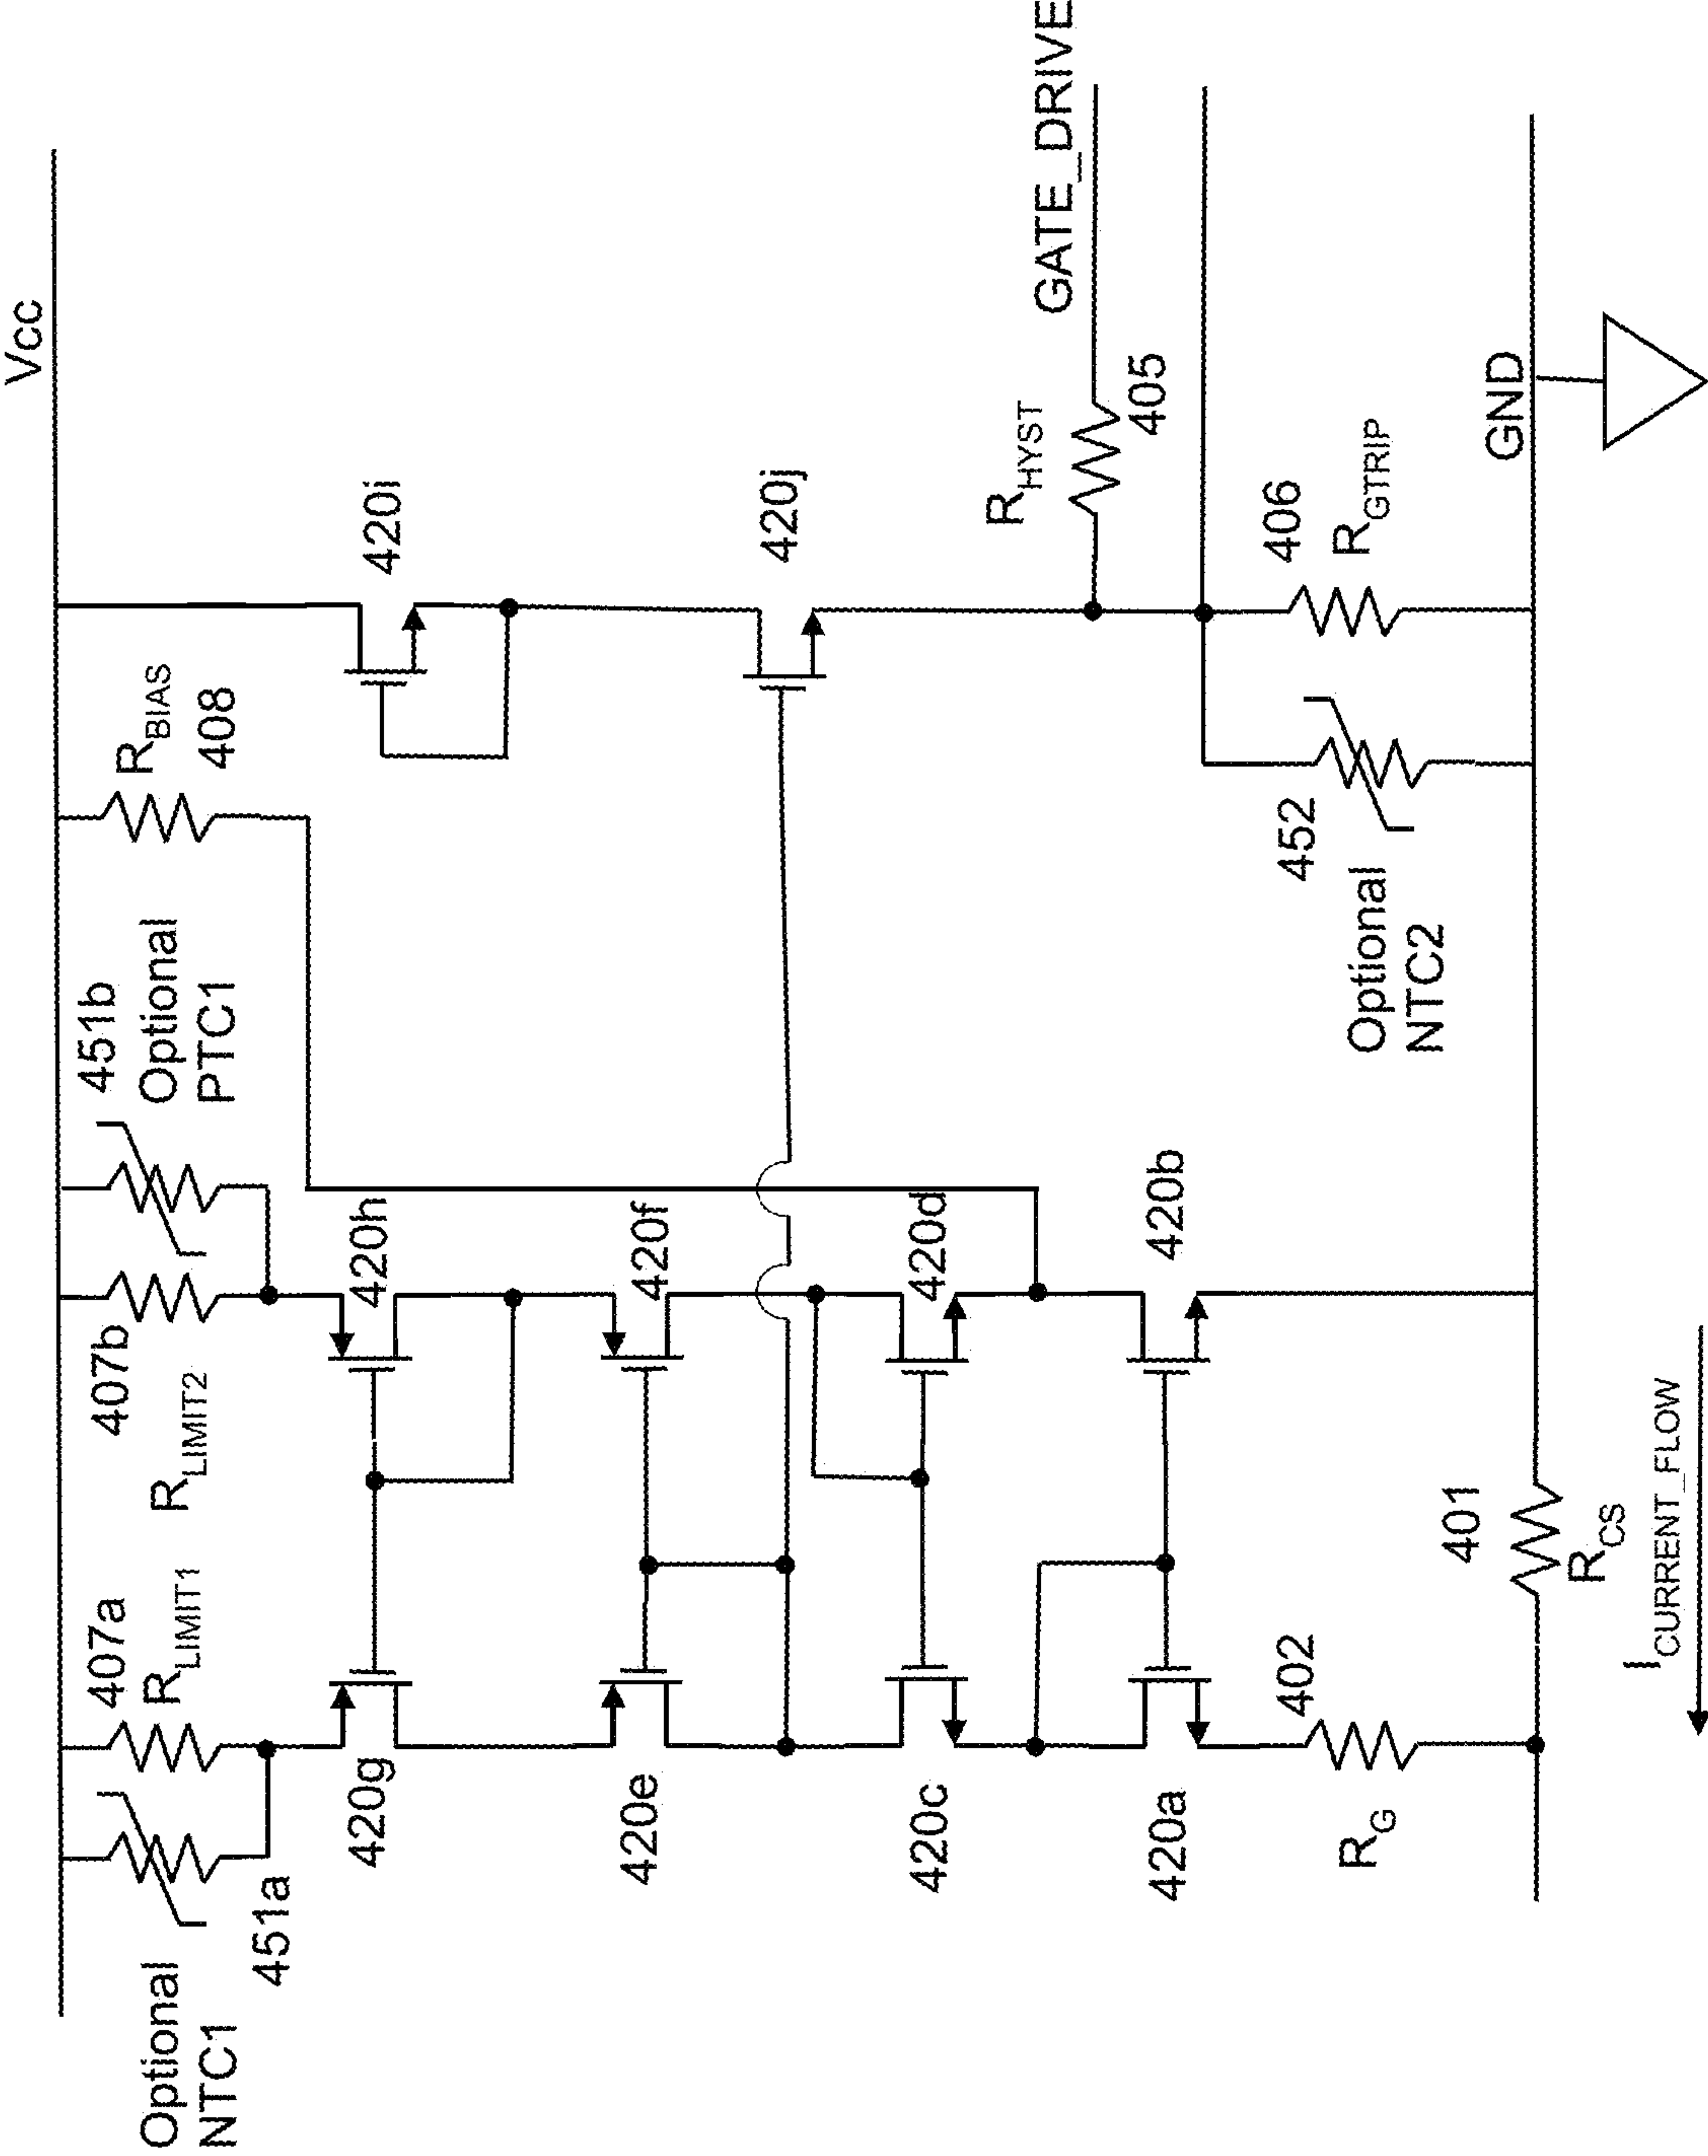 Vcc
Optional
NTC1
451a
407a
R_LIMIT1
R_LIMIT2
407b
451b
Optional
PTC1
R_BIAS
408
420g
420h
420i
420e
420f
420j
420c
420d
R_HYST
405
GATE_DRIVE
420a
420b
R_G
402
Optional
NTC2
452
406
R_GTRIP
401
R_CS
GND
I_CURRENT_FLOW